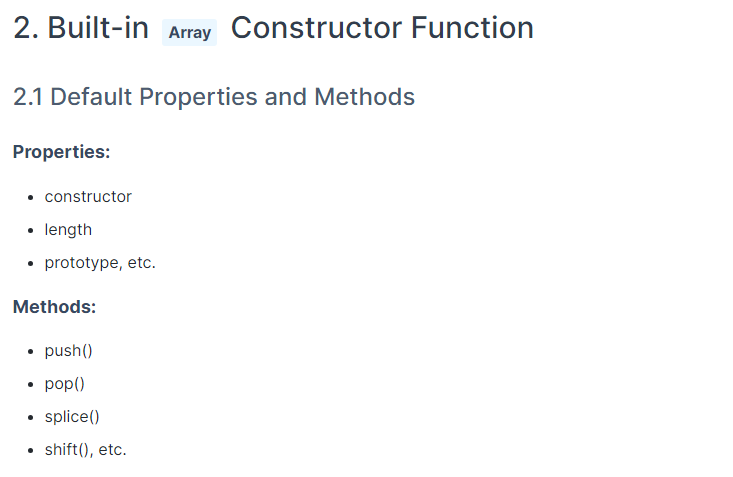 2. Built-in Array Constructor Function
2.1 Default Properties and Methods
Properties:
• constructor
• length
• prototype, etc.
Methods:
• push()
• pop()
• splice()
• shift(), etc.